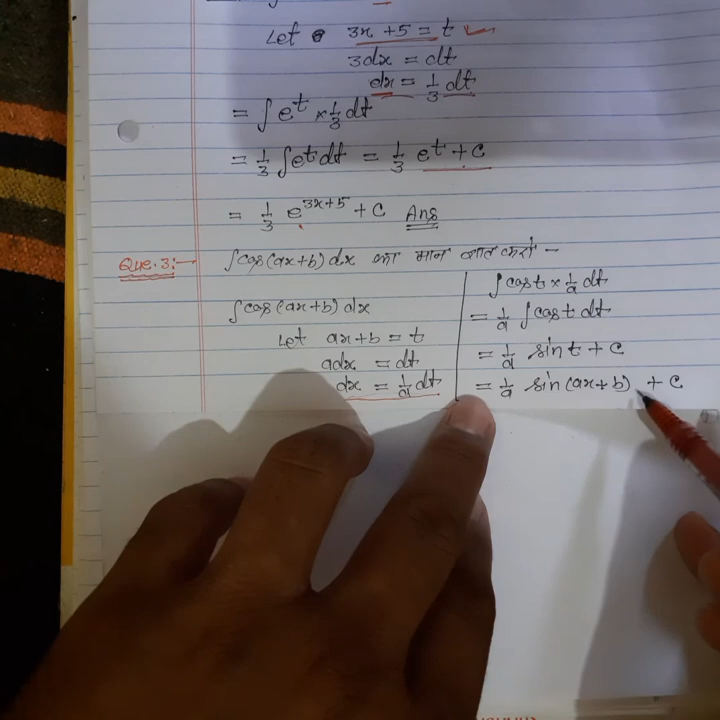 Let 3x + 5 = t
3dx = dt
dx = 1/3 dt
= ∫ e^t × 1/3 dt
= 1/3 ∫ e^t dt = 1/3 e^t + c
= 1/3 e^(3x+5) + c Ans
Que. 3:- ∫ cos(ax+b) dx का मान ज्ञात करो -
∫ cos(ax+b) dx
Let ax+b = t
adx = dt
dx = 1/a dt
∫ cos t × 1/a dt
= 1/a ∫ cos t dt
= 1/a sin t + c
= 1/a sin(ax+b) + c